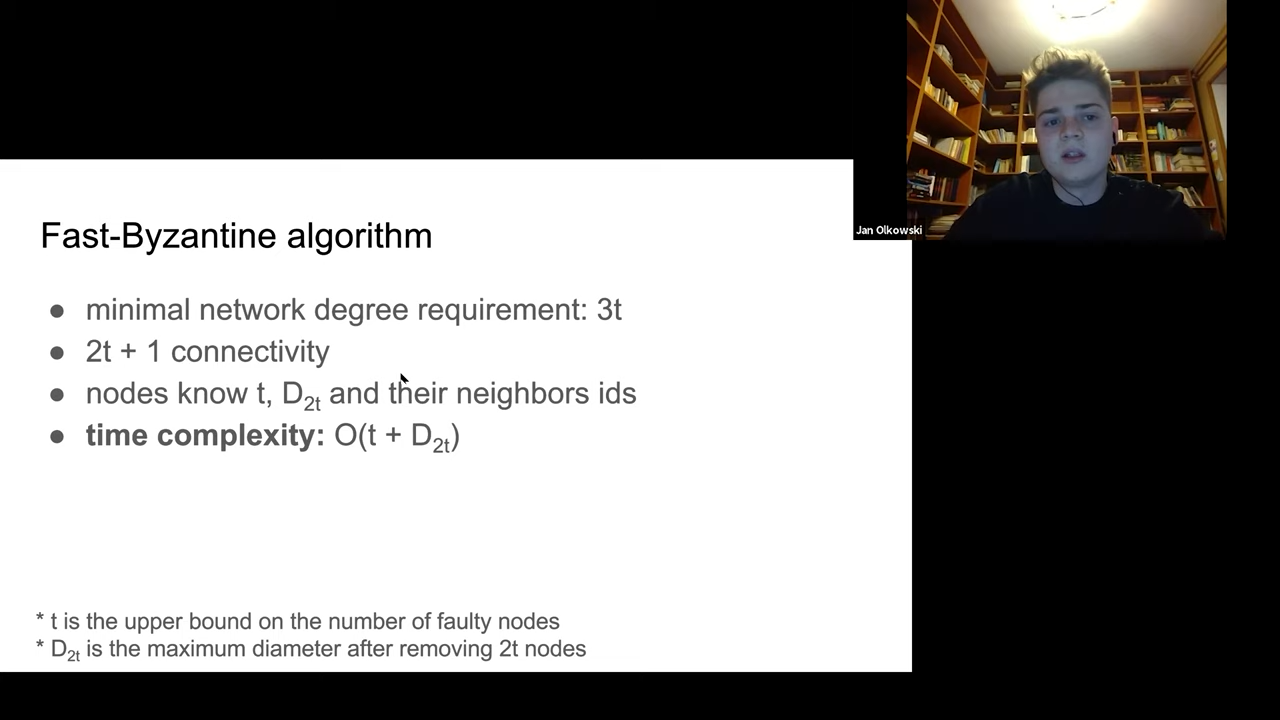 Fast-Byzantine algorithm
● minimal network degree requirement: 3t
● 2t + 1 connectivity
● nodes know t, D2t and their neighbors ids
● time complexity: O(t + D2t)
* t is the upper bound on the number of faulty nodes
* D2t is the maximum diameter after removing 2t nodes
Jan Olkowski